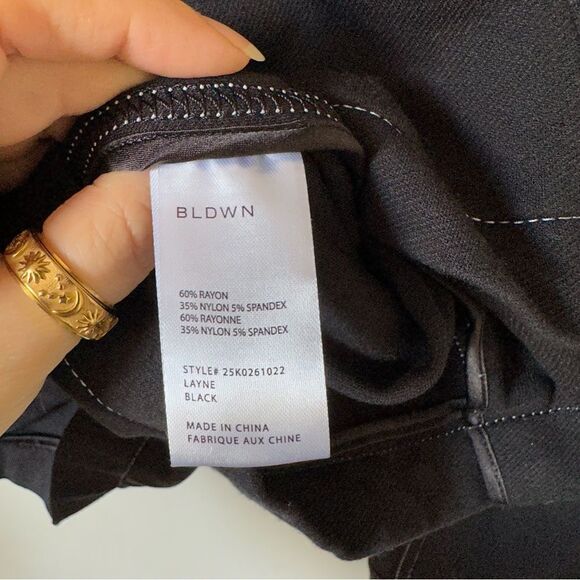 BLDWN
60% RAYON
35% NYLON 5% SPANDEX
60% RAYONNE
35% NYLON 5% SPANDEX
STYLE# 25K0261022
LAYNE
BLACK
MADE IN CHINA
FABRIQUE AUX CHINE